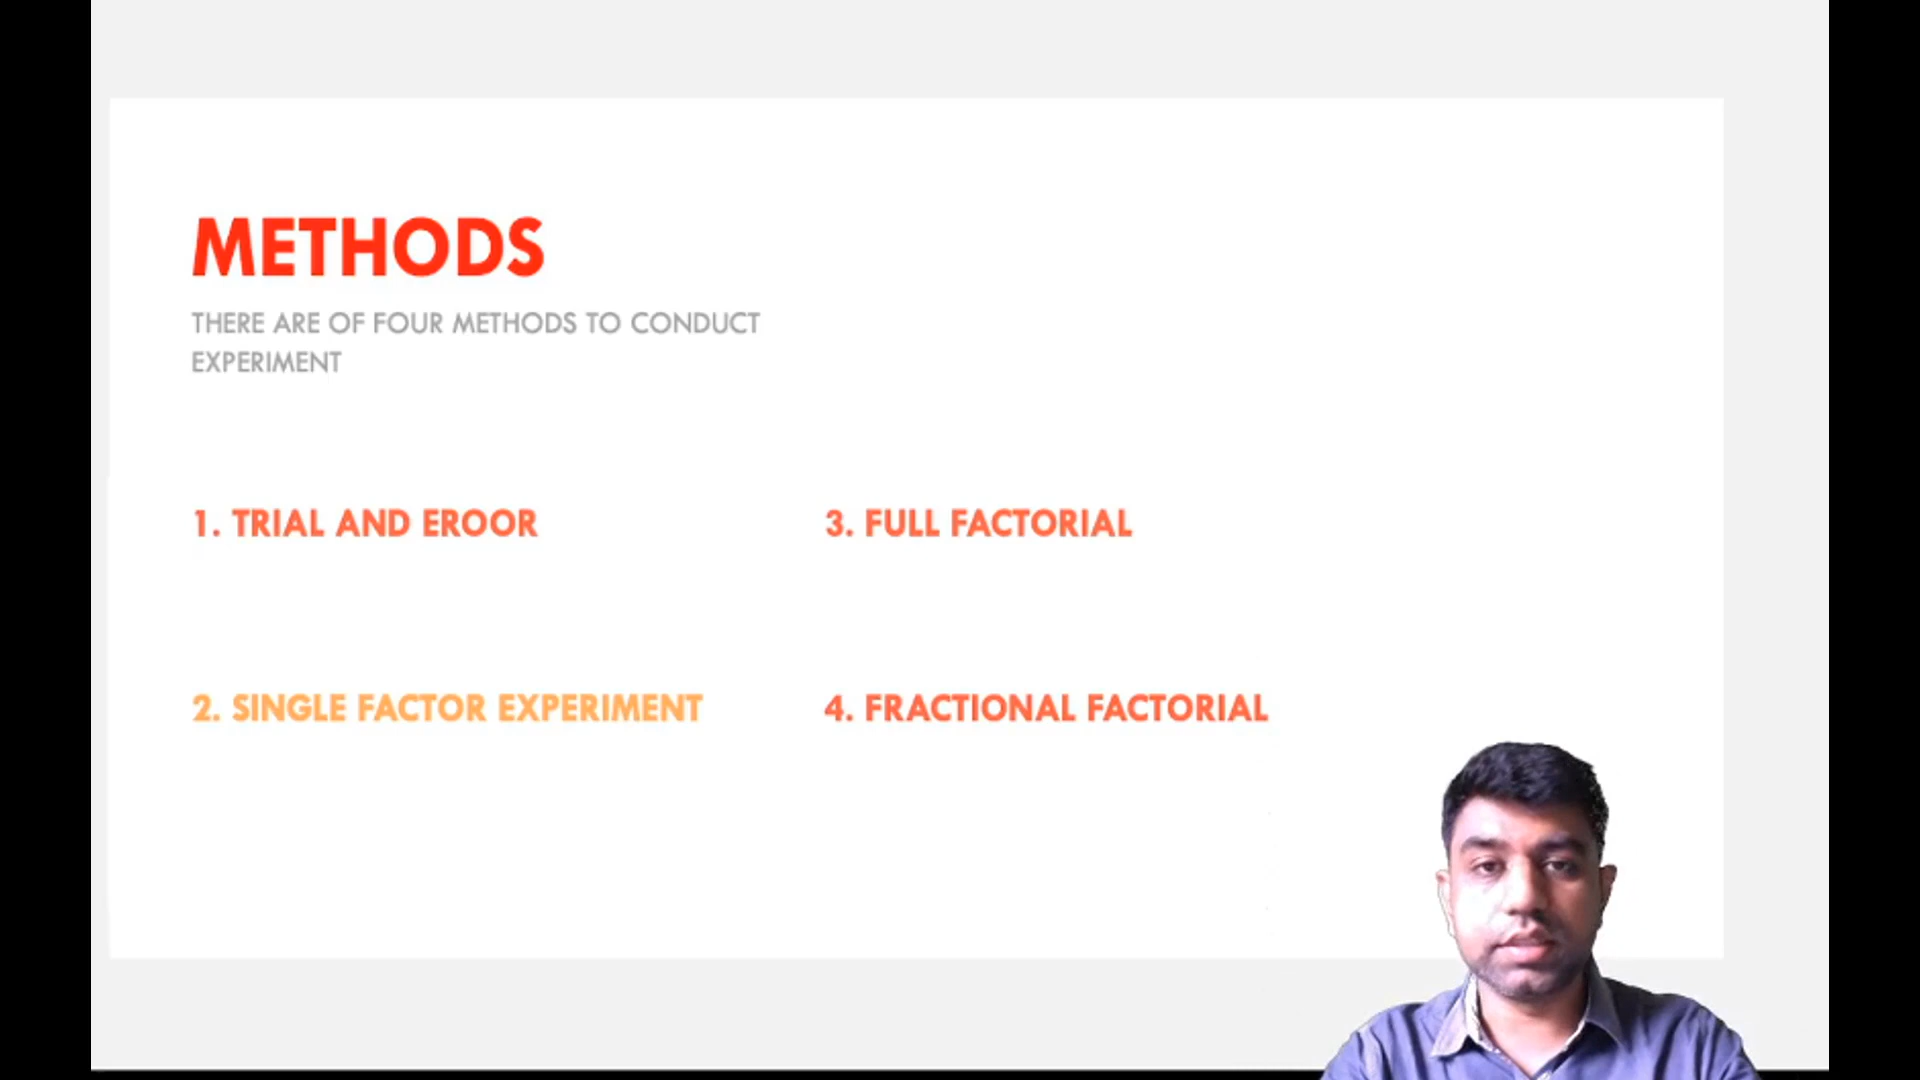 METHODS
THERE ARE OF FOUR METHODS TO CONDUCT
EXPERIMENT
1. TRIAL AND EROOR
2. SINGLE FACTOR EXPERIMENT
3. FULL FACTORIAL
4. FRACTIONAL FACTORIAL